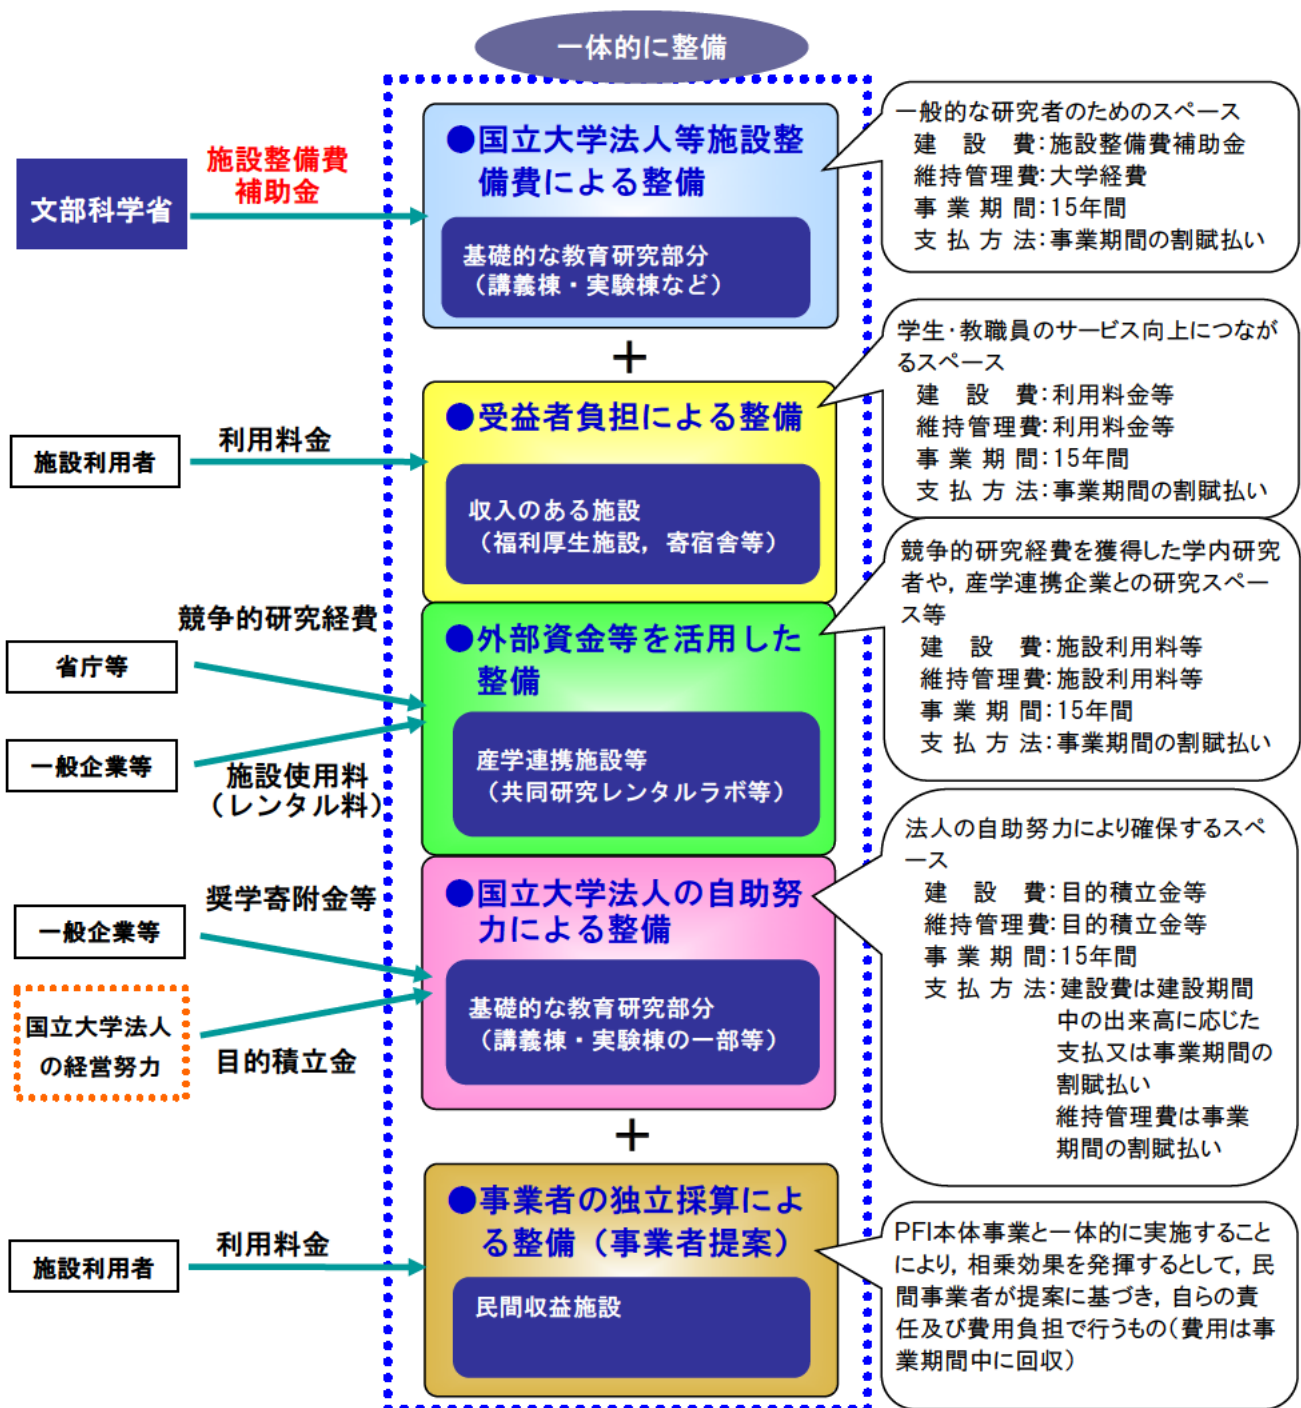 一体的に整備
文部科学省
施設整備費
補助金
●国立大学法人等施設整
備費による整備
基礎的な教育研究部分
（講義棟・実験棟など）
一般的な研究者のためのスペース
建設費：施設整備費補助金
維持管理費：大学経費
事業期間：15年間
支払方法：事業期間の割賦払い
＋
施設利用者
利用料金
●受益者負担による整備
収入のある施設
（福利厚生施設，寄宿舎等）
学生・教職員のサービス向上につなが
るスペース
建設費：利用料金等
維持管理費：利用料金等
事業期間：15年間
支払方法：事業期間の割賦払い
競争的研究経費
省庁等
一般企業等
施設使用料
（レンタル料）
●外部資金等を活用した
整備
産学連携施設等
（共同研究レンタルラボ等）
競争的研究経費を獲得した学内研究
者や，産学連携企業との研究スペー
ス等
建設費：施設利用料等
維持管理費：施設利用料等
事業期間：15年間
支払方法：事業期間の割賦払い
奨学寄附金等
一般企業等
国立大学法人
の経営努力
目的積立金
●国立大学法人の自助努
力による整備
基礎的な教育研究部分
（講義棟・実験棟の一部等）
法人の自助努力により確保するスペ
ース
建設費：目的積立金等
維持管理費：目的積立金等
事業期間：15年間
支払方法：建設費は建設期間
中の出来高に応じた
支払又は事業期間の
割賦払い
維持管理費は事業
期間の割賦払い
＋
施設利用者
利用料金
●事業者の独立採算によ
る整備（事業者提案）
民間収益施設
PFI本体事業と一体的に実施すること
により，相乗効果を発揮するとして，民
間事業者が提案に基づき，自らの責
任及び費用負担で行うもの（費用は事
業期間中に回収）